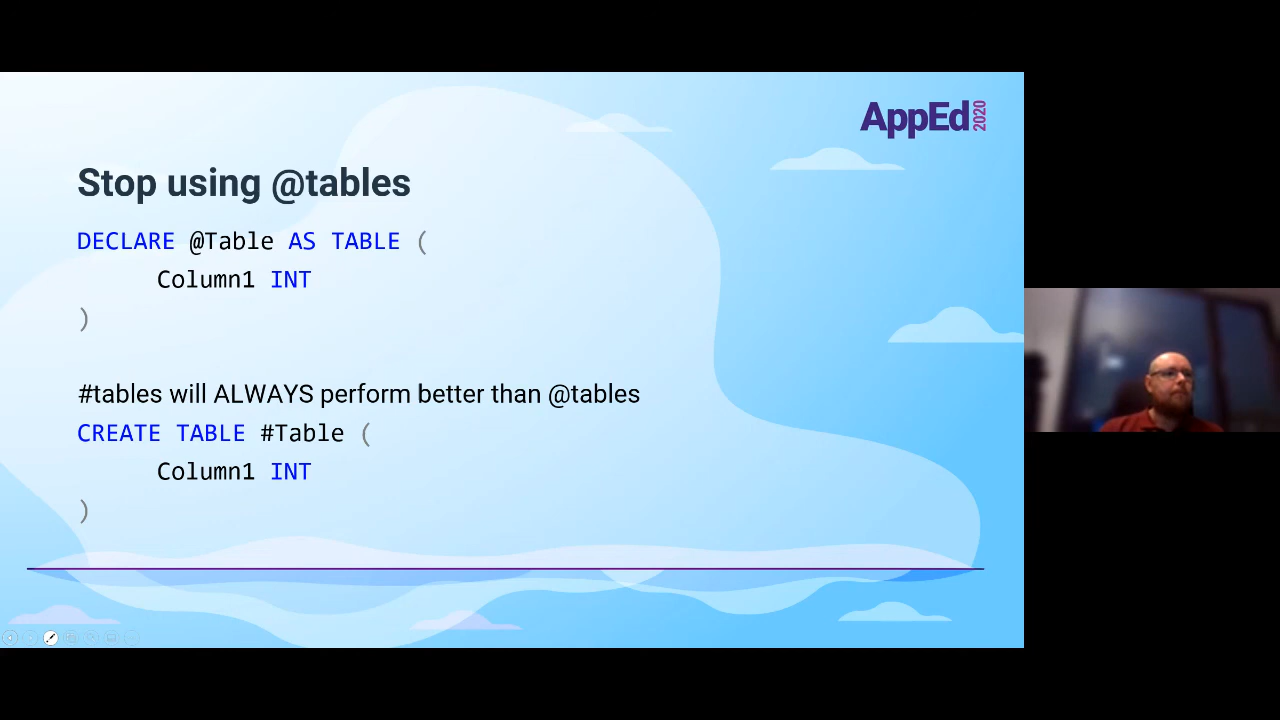 AppEd 2020
Stop using @tables
DECLARE @Table AS TABLE (
Column1 INT
)
#tables will ALWAYS perform better than @tables
CREATE TABLE #Table (
Column1 INT
)